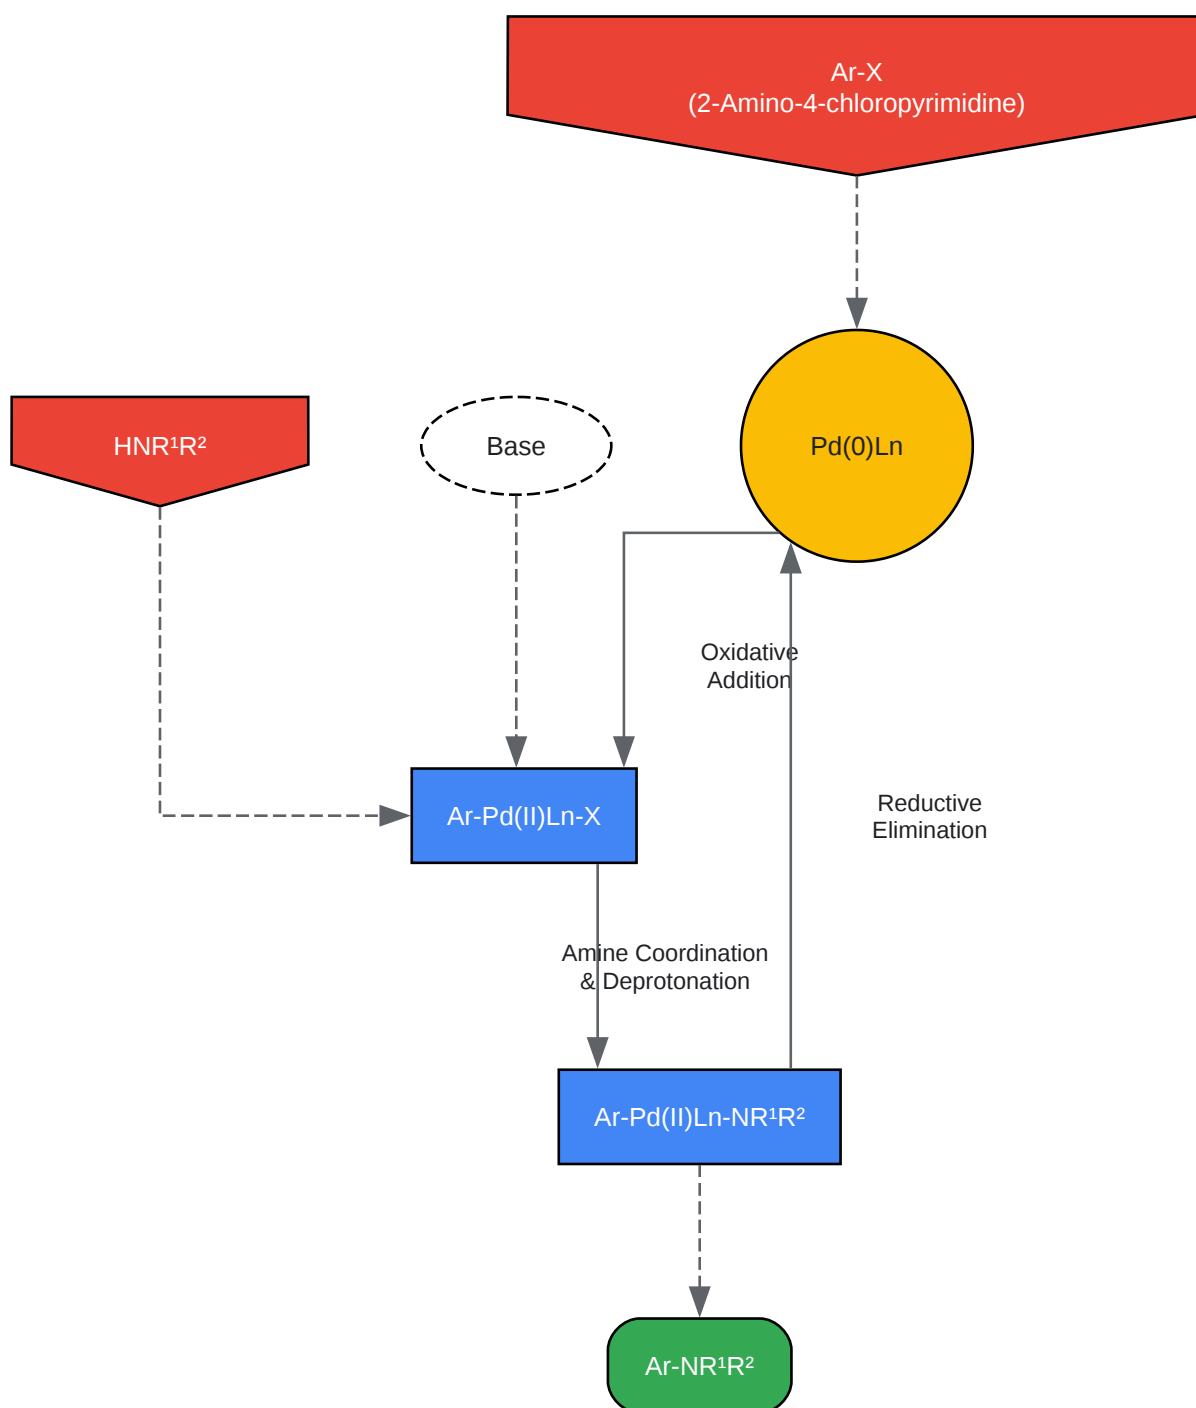 Ar-X
(2-Amino-4-chloropyrimidine)
HNR¹R²
Base
Pd(0)Ln
Oxidative
Addition
Ar-Pd(II)Ln-X
Reductive
Elimination
Amine Coordination
& Deprotonation
Ar-Pd(II)Ln-NR¹R²
Ar-NR¹R²